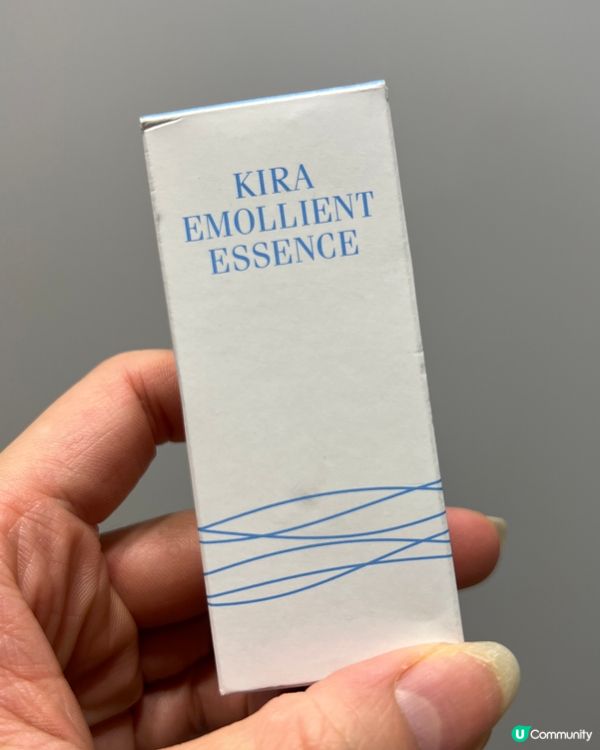 KIRA
EMOLLIENT
ESSENCE
U Community